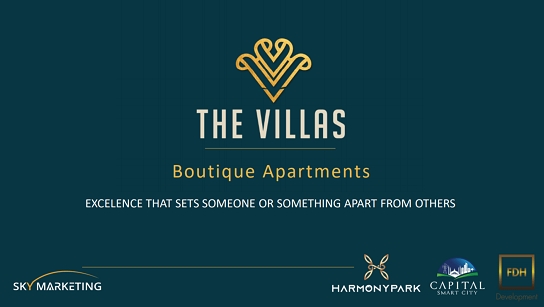 THE VILLAS
Boutique Apartments
EXCELENCE THAT SETS SOMEONE OR SOMETHING APART FROM OTHERS
SKY MARKETING
HARMONYPARK
CAPITAL
SMART CITY
FDH
Development